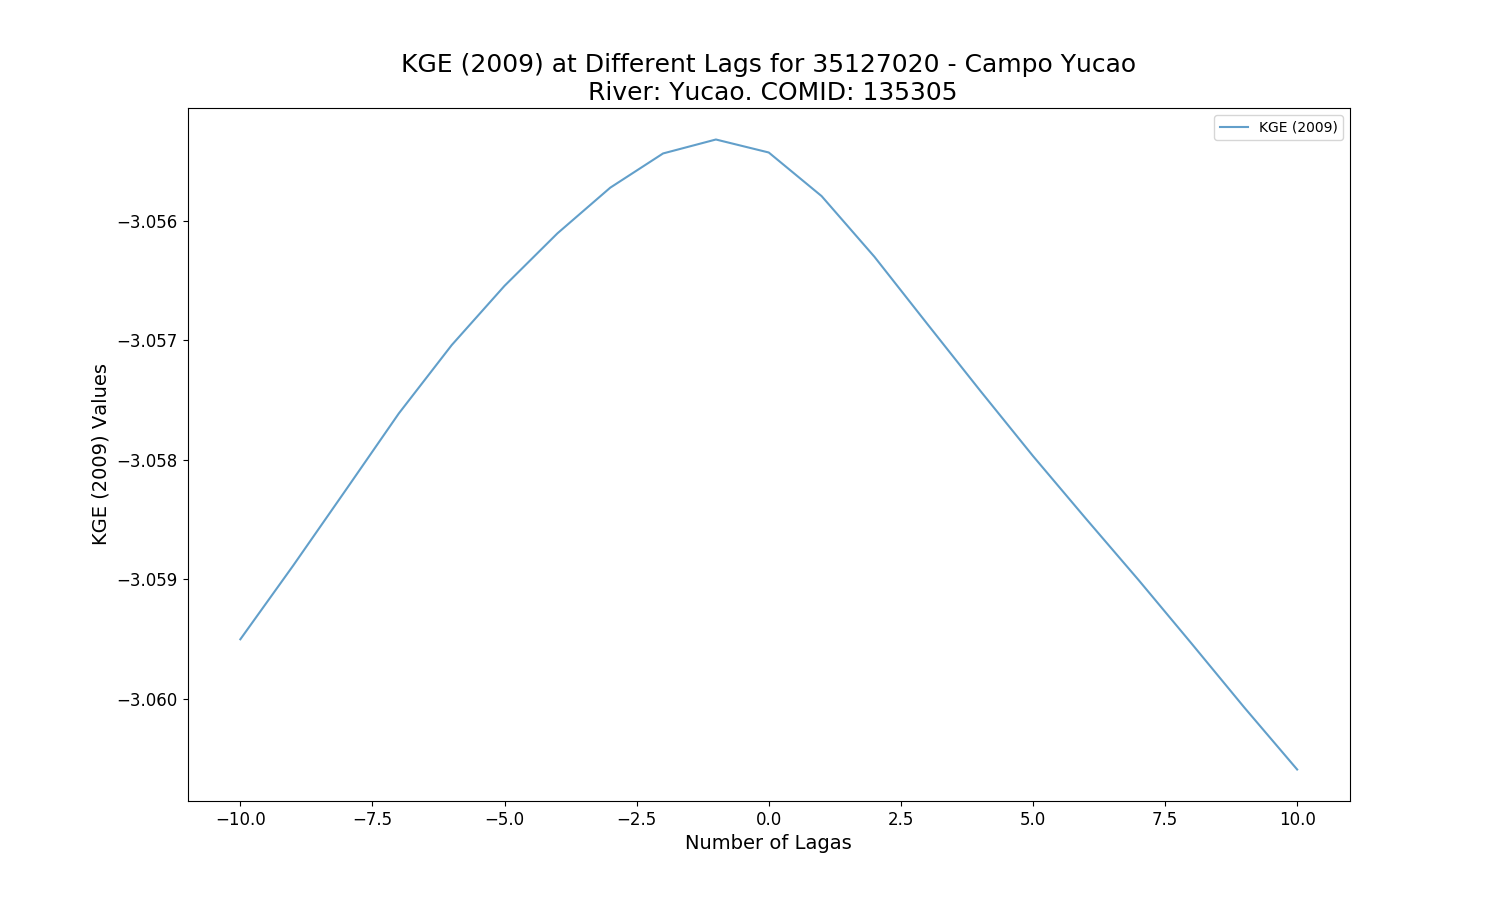 KGE (2009) at Different Lags for 35127020 - Campo Yucao
River: Yucao. COMID: 135305
KGE (2009)
−3.056
−3.057
−3.058
−3.059
−3.060
KGE (2009) Values
−10.0 −7.5 −5.0 −2.5 0.0 2.5 5.0 7.5 10.0
Number of Lagas